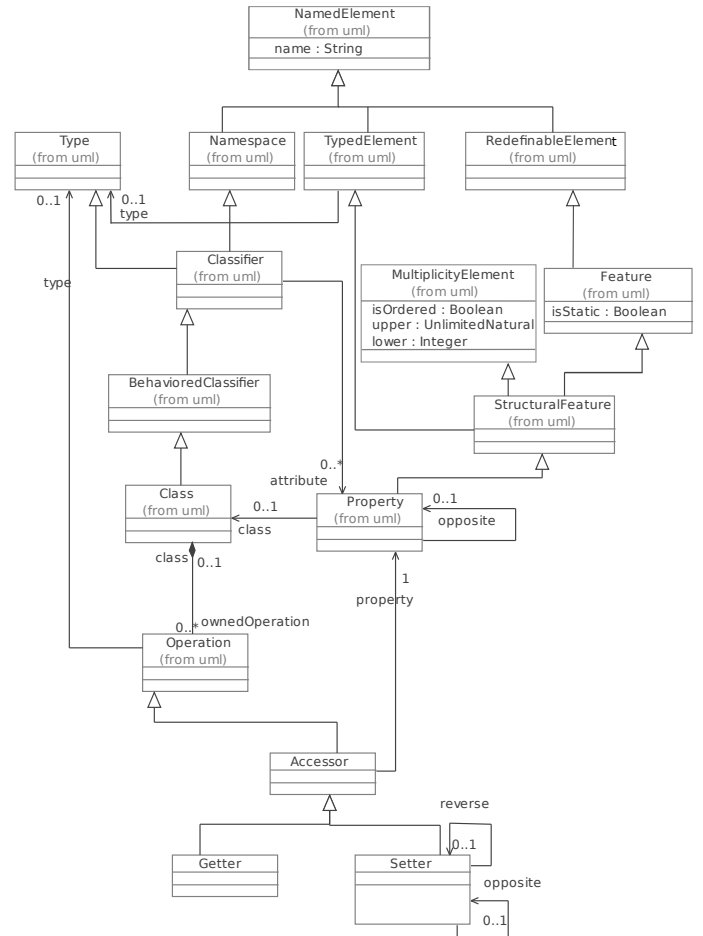 NamedElement
(from uml)
name : String
Type
(from uml)
Namespace
(from uml)
TypedElement
(from uml)
RedefinableElement
(from uml)
0..1
0..1
type
type
Classifier
(from uml)
MultiplicityElement
(from uml)
isOrdered : Boolean
upper : UnlimitedNatural
lower : Integer
Feature
(from uml)
isStatic : Boolean
BehavioredClassifier
(from uml)
StructuralFeature
(from uml)
0..*
attribute
Class
(from uml)
0..1
class
Property
(from uml)
0..1
opposite
class
0..1
1
property
0..*
ownedOperation
Operation
(from uml)
Accessor
reverse
0..1
Getter
Setter
opposite
0..1